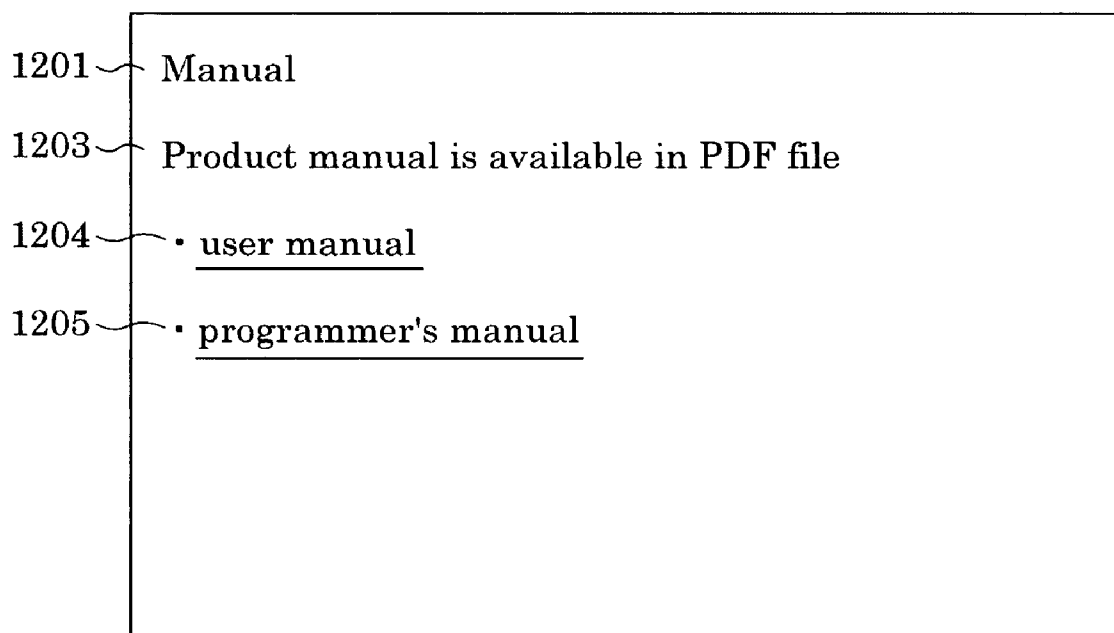 1201 Manual
1203 Product manual is available in PDF file
1204 · user manual
1205 · programmer's manual